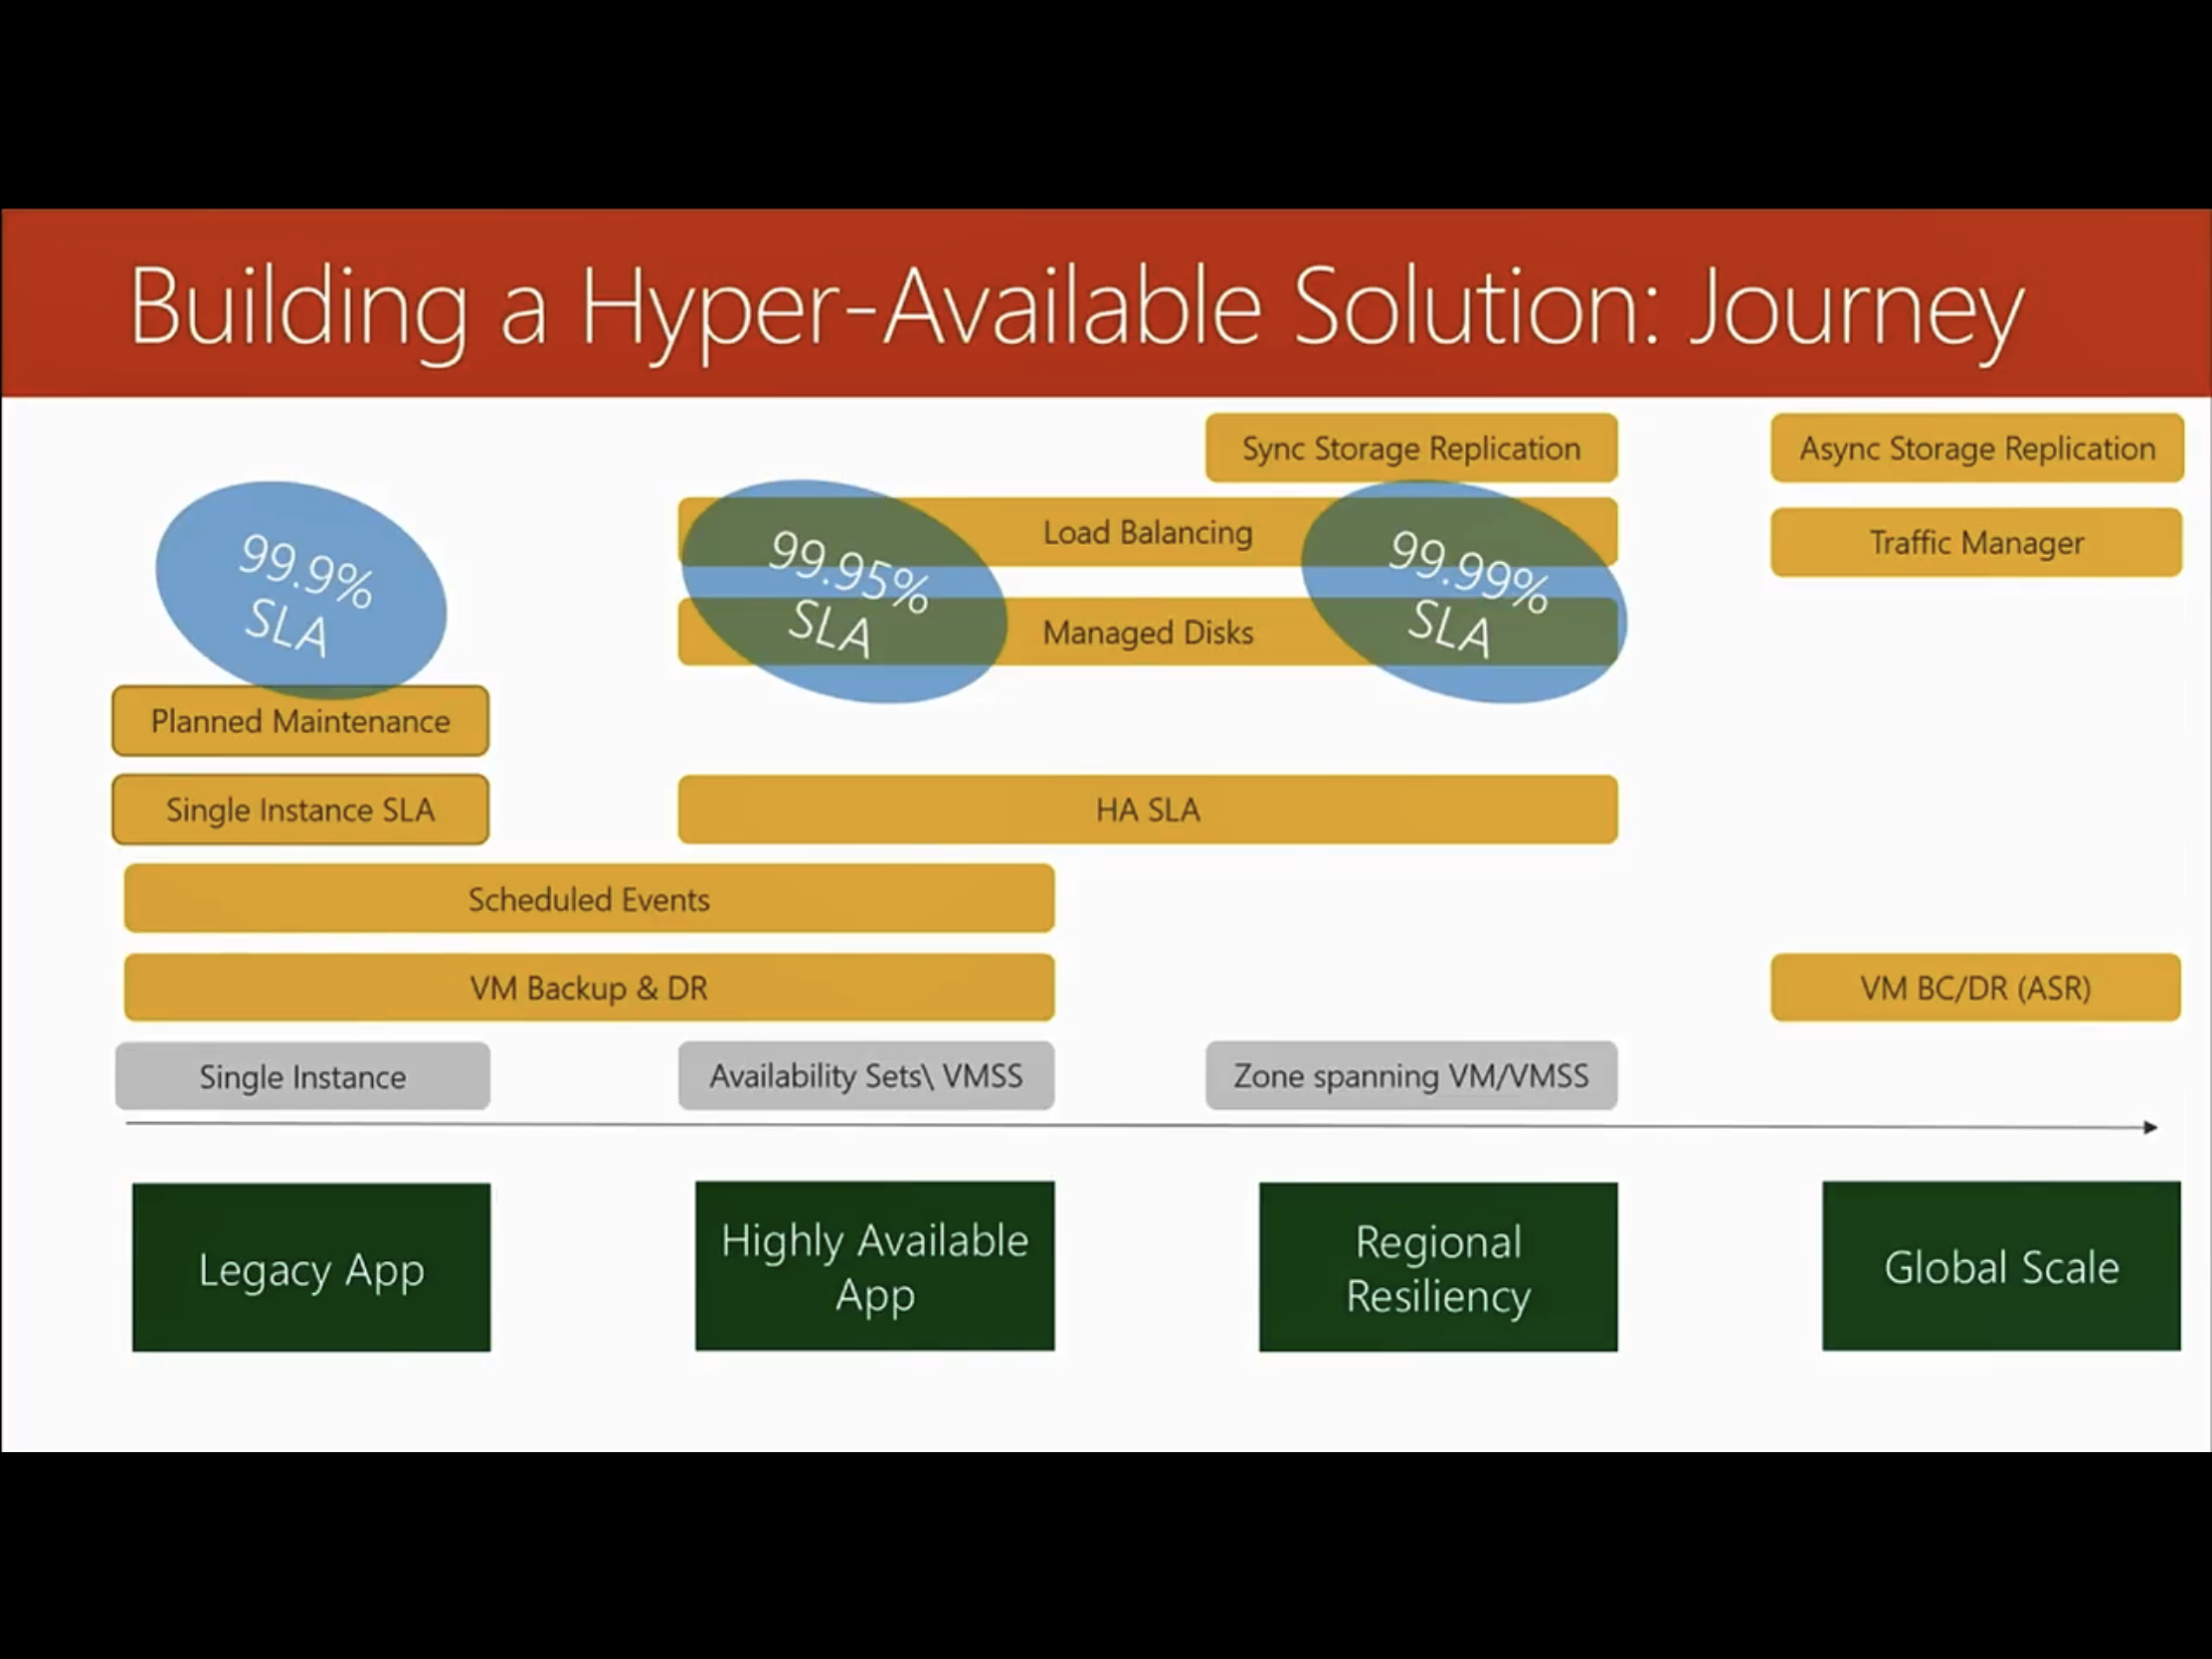 Building a Hyper-Available Solution: Journey
Sync Storage Replication
Async Storage Replication
99.9%
SLA
99.95%
SLA
Load Balancing
99.99%
SLA
Traffic Manager
Managed Disks
Planned Maintenance
Single Instance SLA
HA SLA
Scheduled Events
VM Backup & DR
VM BC/DR (ASR)
Single Instance
Availability Sets\ VMSS
Zone spanning VM/VMSS
Legacy App
Highly Available
App
Regional
Resiliency
Global Scale